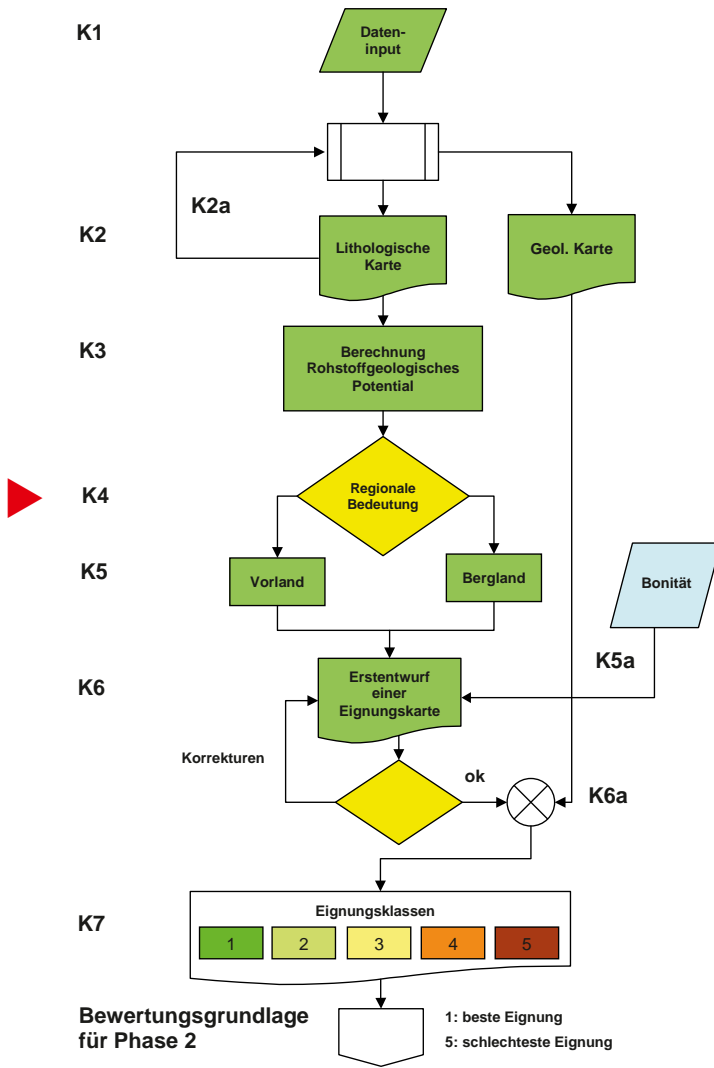 K1
Daten-
input
K2a
K2
Lithologische
Karte
Geol. Karte
K3
Berechnung
Rohstoffgeologisches
Potential
K4
Regionale
Bedeutung
K5
Vorland
Bergland
Bonität
K5a
K6
Erstentwurf
einer
Eignungskarte
Korrekturen
ok
K6a
K7
Eignungsklassen
1 2 3 4 5
Bewertungsgrundlage
für Phase 2
1: beste Eignung
5: schlechteste Eignung